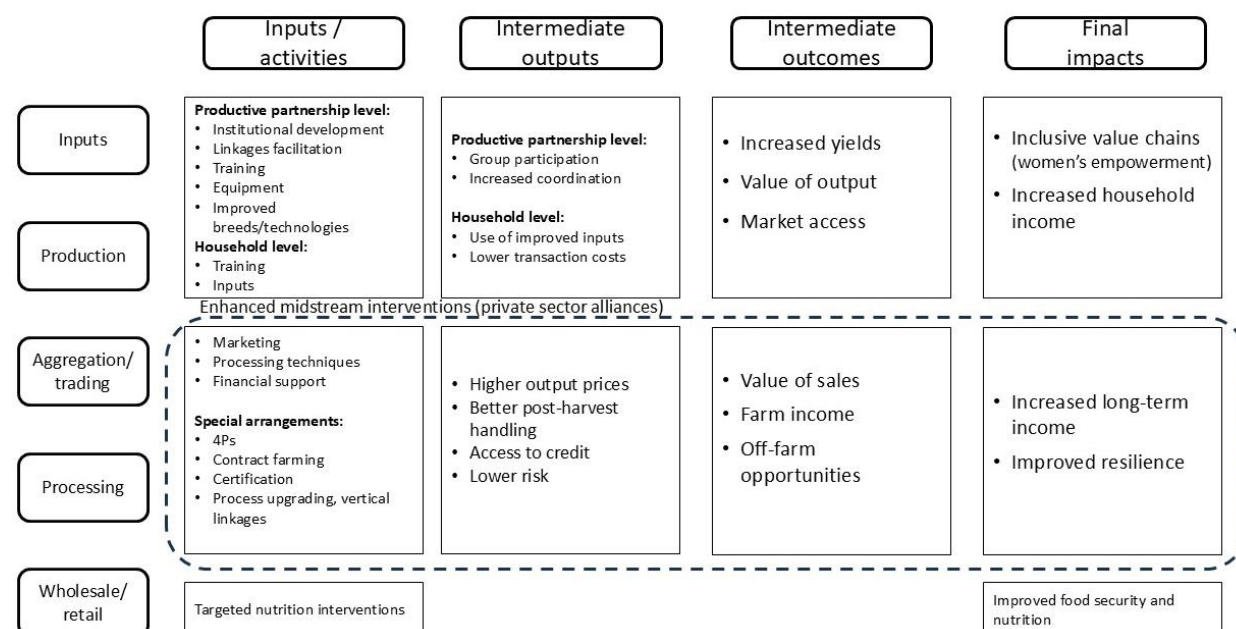 Inputs /
activities
Intermediate
outputs
Intermediate
outcomes
Final
impacts
Inputs
Production
Productive partnership level:
• Institutional development
• Linkages facilitation
• Training
• Equipment
• Improved
breeds/technologies
Household level:
• Training
• Inputs
Productive partnership level:
• Group participation
• Increased coordination
Household level:
• Use of improved inputs
• Lower transaction costs
• Increased yields
• Value of output
• Market access
• Inclusive value chains
(women's empowerment)
• Increased household
income
Enhanced midstream interventions (private sector alliances)
Aggregation/
trading
Processing
• Marketing
• Processing techniques
• Financial support
Special arrangements:
• 4Ps
• Contract farming
• Certification
• Process upgrading, vertical
linkages
• Higher output prices
• Better post-harvest
handling
• Access to credit
• Lower risk
• Value of sales
• Farm income
• Off-farm
opportunities
• Increased long-term
income
• Improved resilience
Wholesale/
retail
Targeted nutrition interventions
Improved food security and
nutrition